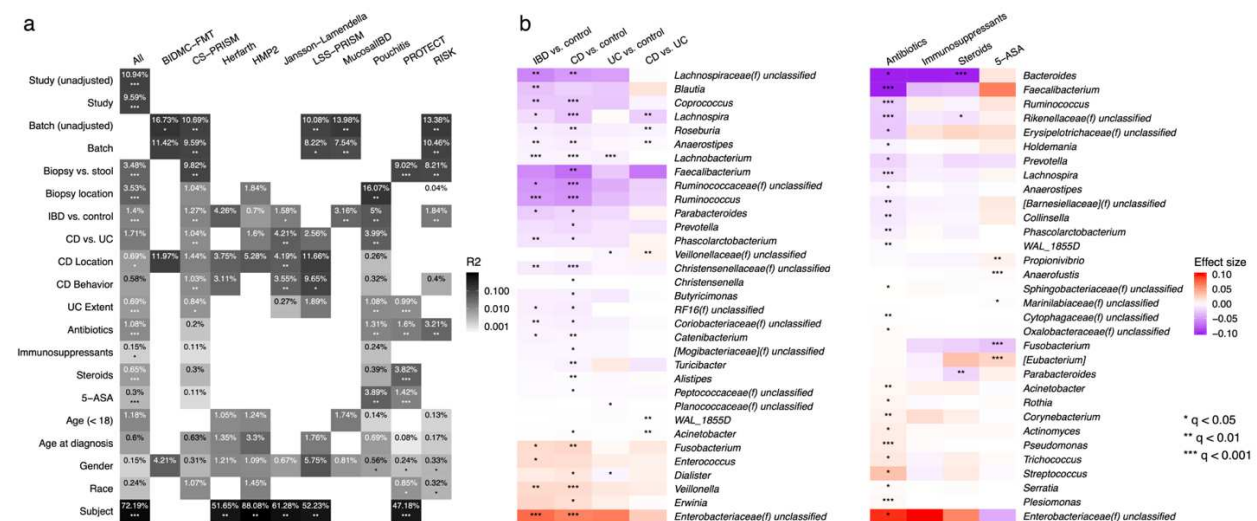 a
All BIDMC−FMT CS−PRISM Herfarth HMP2 Jansson−Lamendella LSS−PRISM MucosalIBD Pouchitis PROTECT RISK
Study (unadjusted) 10.94% ***
Study 9.59% ***
Batch (unadjusted) 16.73% * 10.69% ** 10.08% ** 13.98% ** 13.38% **
Batch 11.42% 9.59% ** 8.22% * 7.54% ** 10.46% **
Biopsy vs. stool 3.48% *** 9.82% ** 9.02% *** 8.21% **
Biopsy location 3.53% *** 1.04% 1.84% 16.07% ** 0.04%
IBD vs. control 1.4% *** 1.27% ** 4.26% 0.7% 1.58% * 3.16% ** 5% ** 1.84% **
CD vs. UC 1.71% 1.04% ** 1.6% 4.21% ** 2.56% 3.99% **
CD Location 0.69% * 11.97% 1.44% 3.75% 5.28% 4.19% ** 11.66% 0.26%
CD Behavior 0.58% 1.03% ** 3.11% 3.55% ** 9.65% * 0.32% 0.4%
UC Extent 0.69% *** 0.84% * 0.27% 1.89% 1.08% ** 0.99% ***
Antibiotics 1.08% *** 0.2% 1.31% ** 1.6% ** 3.21% **
Immunosuppressants 0.15% * 0.11% 0.24%
Steroids 0.65% *** 0.3% 0.39% 3.82% ***
5−ASA 0.3% *** 0.11% 3.89% ** 1.42% ***
Age (< 18) 1.18% 1.05% 1.24% 1.74% 0.14% 0.13%
Age at diagnosis 0.6% 0.63% 1.35% 3.3% 1.76% 0.69% 0.08% 0.17%
Gender 0.15% 4.21% 0.31% 1.21% 1.09% 0.67% 5.75% 0.81% 0.56% * 0.24% * 0.33% *
Race 0.24% 1.07% 1.45% 0.85% * 0.32% *
Subject 72.19% *** 51.65% ** 88.08% ** 61.28% ** 52.23% ** 47.18% ***
R2
0.100
0.010
0.001
b
IBD vs. control CD vs. control UC vs. control CD vs. UC
** ** Lachnospiraceae(f) unclassified
** Blautia
** *** Coprococcus
* *** ** Lachnospira
* ** ** Roseburia
** ** ** Anaerostipes
*** *** *** Lachnobacterium
** Faecalibacterium
* *** Ruminococcaceae(f) unclassified
*** *** Ruminococcus
* * Parabacteroides
* Prevotella
** * Phascolarctobacterium
* ** Veillonellaceae(f) unclassified
** *** Christensenellaceae(f) unclassified
* Christensenella
* Butyricimonas
* * RF16(f) unclassified
** * Coriobacteriaceae(f) unclassified
* ** Catenibacterium
* [Mogibacteriaceae](f) unclassified
** Turicibacter
** Alistipes
* Peptococcaceae(f) unclassified
* Planococcaceae(f) unclassified
** WAL_1855D
* ** Acinetobacter
* ** Fusobacterium
* Enterococcus
* * Dialister
** *** Veillonella
* Erwinia
*** *** Enterobacteriaceae(f) unclassified
Antibiotics Immunosuppressants Steroids 5−ASA
* *** Bacteroides
*** Faecalibacterium
*** Ruminococcus
*** * Rikenellaceae(f) unclassified
* Erysipelotrichaceae(f) unclassified
* Holdemania
* Prevotella
*** Lachnospira
* Anaerostipes
** [Barnesiellaceae](f) unclassified
** Collinsella
** Phascolarctobacterium
** WAL_1855D
** Propionivibrio
*** Anaerofustis
* Sphingobacteriaceae(f) unclassified
* Marinilabiaceae(f) unclassified
** Cytophagaceae(f) unclassified
* Oxalobacteraceae(f) unclassified
*** Fusobacterium
*** [Eubacterium]
** Parabacteroides
** Acinetobacter
* Rothia
** Corynebacterium
* Actinomyces
*** Pseudomonas
* Trichococcus
* Streptococcus
* Serratia
*** Plesiomonas
* Enterobacteriaceae(f) unclassified
Effect size
0.10
0.05
0.00
−0.05
−0.10
* q < 0.05
** q < 0.01
*** q < 0.001